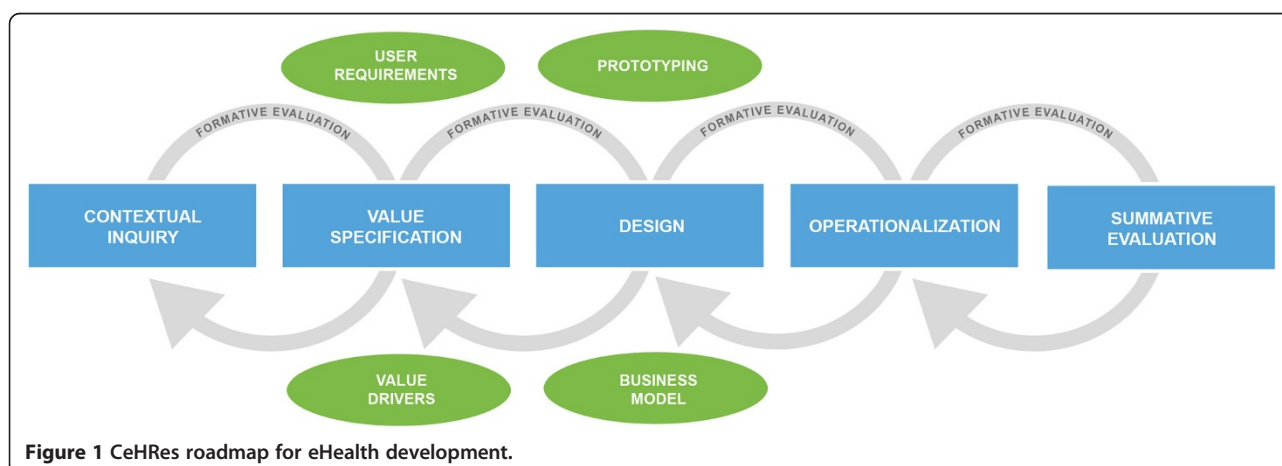 USER
REQUIREMENTS
PROTOTYPING
FORMATIVE EVALUATION
FORMATIVE EVALUATION
FORMATIVE EVALUATION
FORMATIVE EVALUATION
CONTEXTUAL
INQUIRY
VALUE
SPECIFICATION
DESIGN
OPERATIONALIZATION
SUMMATIVE
EVALUATION
VALUE
DRIVERS
BUSINESS
MODEL
Figure 1 CeHRes roadmap for eHealth development.